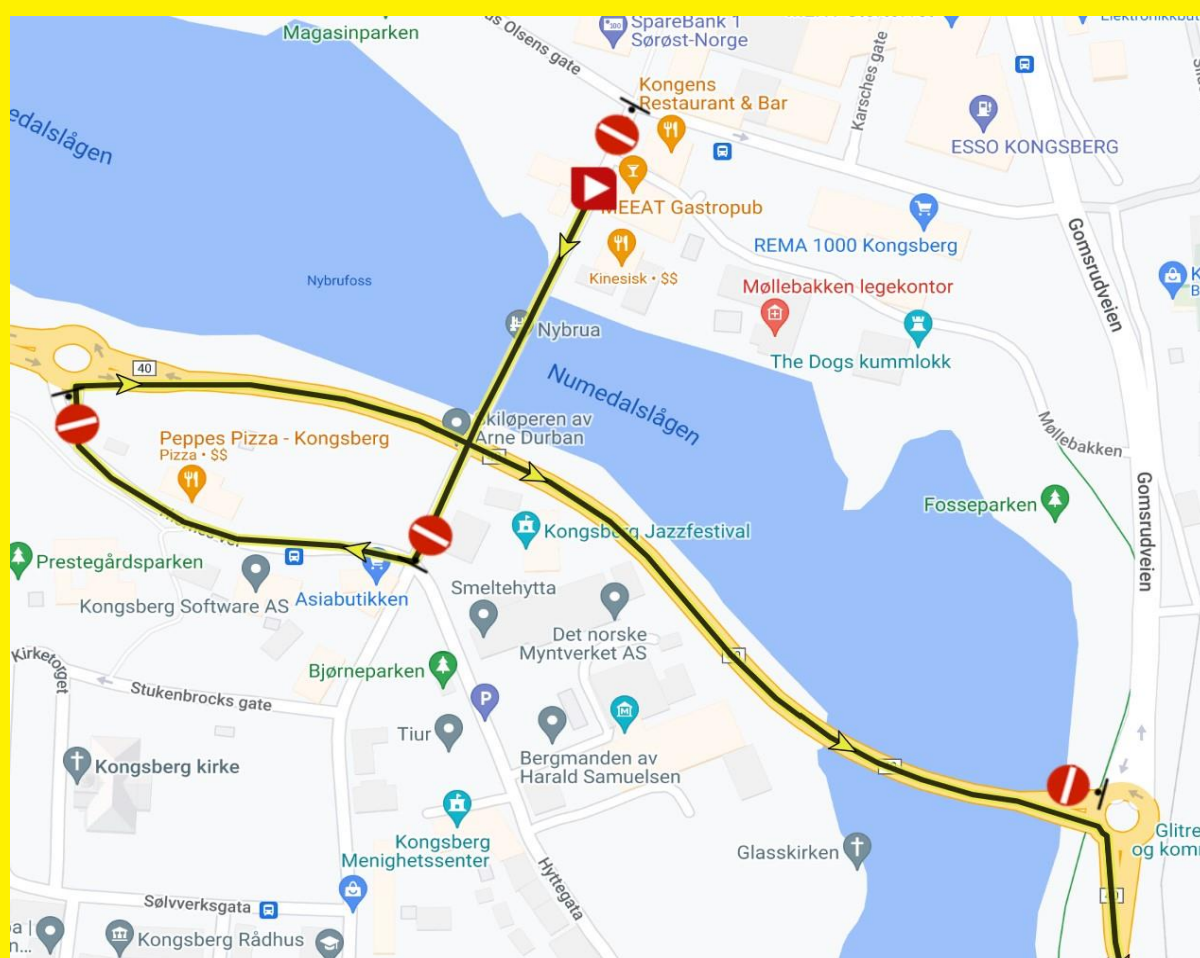 Magasinparken
Olsens gate
SpareBank 1
Sørøst-Norge
Kongens
Restaurant & Bar
Karsches gate
ESSO KONGSBERG
MEEAT Gastropub
REMA 1000 Kongsberg
Kinesisk • $$
Gomsrudveien
Nybrufoss
Møllebakken legekontor
Nybrua
The Dogs kummlokk
40
Numedalslågen
Skiløperen av
Arne Durban
Peppes Pizza - Kongsberg
Pizza • $$
Møllebakken
Fosseparken
Gomsrudveien
Kongsberg Jazzfestival
Prestegårdsparken
Kongsberg Software AS
Asiabutikken
Smeltehytta
Det norske
Myntverket AS
Kirketorget
Bjørneparken
Stukenbrocks gate
P
Tiur
Bergmanden av
Harald Samuelsen
Kongsberg kirke
Kongsberg
Menighetssenter
Glasskirken
Glitre
og kom
Hyttegata
Sølvverksgata
Kongsberg Rådhus